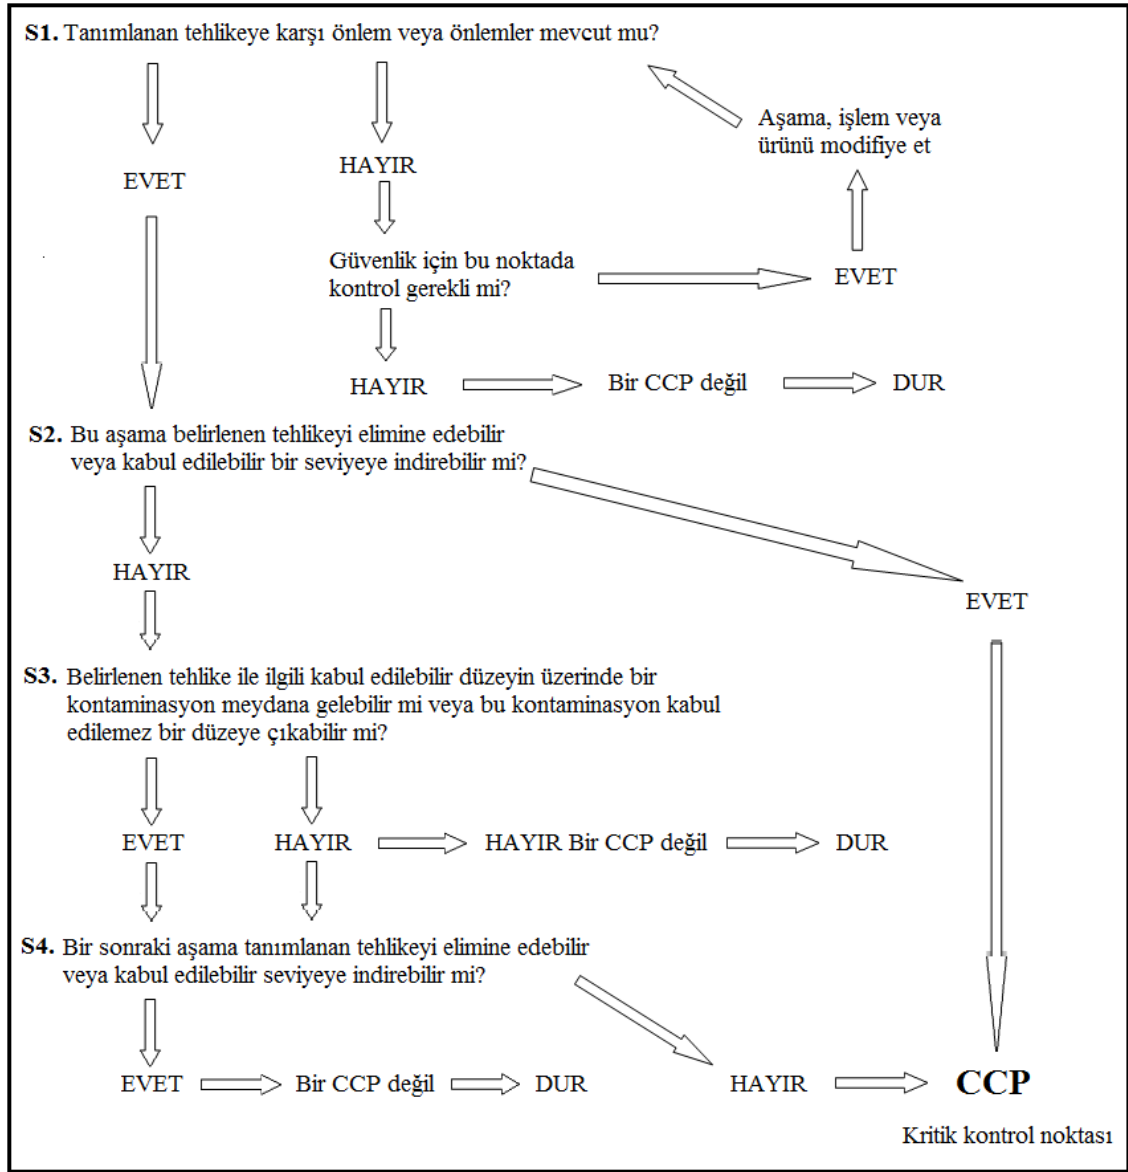 S1. Tanımlanan tehlikeye karşı önlem veya önlemler mevcut mu?
Aşama, işlem veya
ürünü modifiye et
HAYIR
EVET
Güvenlik için bu noktada
kontrol gerekli mi?
EVET
HAYIR
Bir CCP değil
DUR
S2. Bu aşama belirlenen tehlikeyi elimine edebilir
veya kabul edilebilir bir seviyeye indirebilir mi?
HAYIR
EVET
S3. Belirlenen tehlike ile ilgili kabul edilebilir düzeyin üzerinde bir
kontaminasyon meydana gelebilir mi veya bu kontaminasyon kabul
edilemez bir düzeye çıkabilir mi?
EVET
HAYIR
HAYIR Bir CCP değil
DUR
S4. Bir sonraki aşama tanımlanan tehlikeyi elimine edebilir
veya kabul edilebilir seviyeye indirebilir mi?
EVET
Bir CCP değil
DUR
HAYIR
CCP
Kritik kontrol noktası